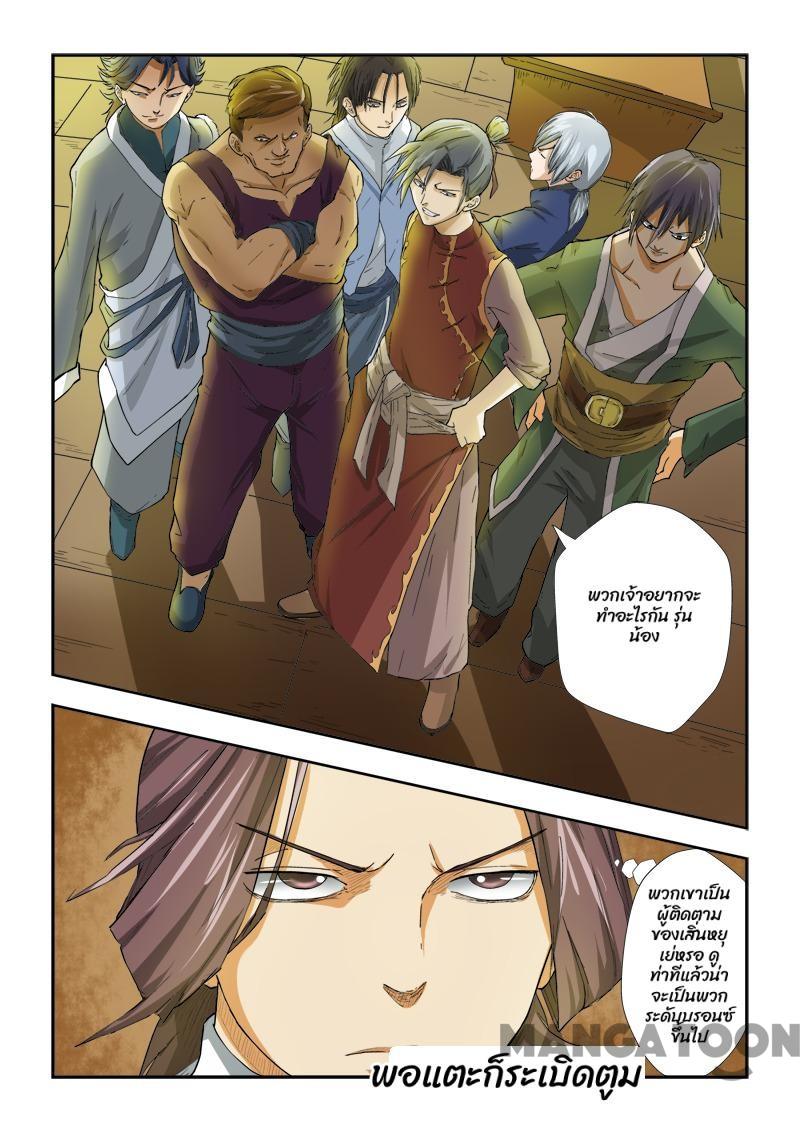 พวกเจ้าอยากจะ
ทำอะไรกัน รุ่น
น้อง
พวกเขาเป็น
ผู้ติดตาม
ของเสิ่นหยุ
เย่หรอ ดู
ท่าทีแล้วน่า
จะเป็นพวก
ระดับบรอนซ์
ขึ้นไป
MANGATOON
พอแตะก็ระเบิดตูม